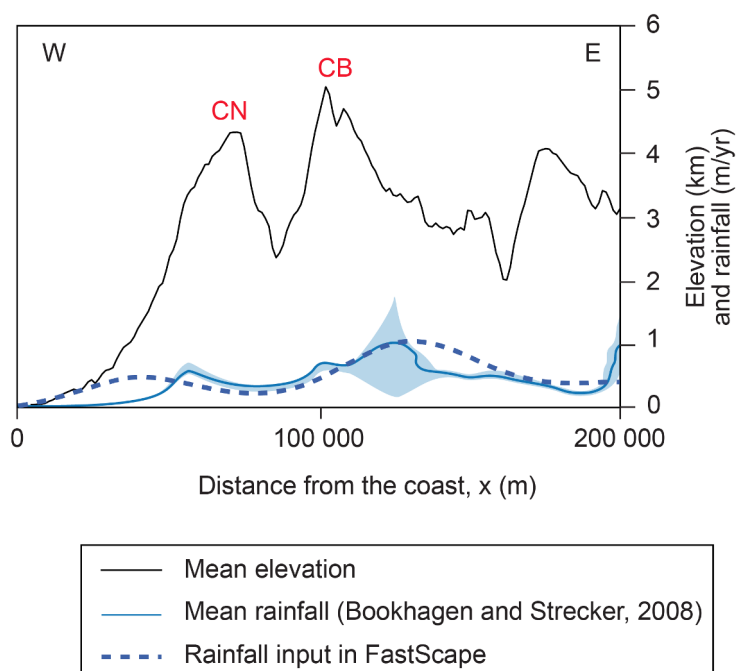 W
CN
CB
E
6
5
4
3
2
1
0
Elevation (km)
and rainfall (m/yr)
0
100 000
200 000
Distance from the coast, x (m)
Mean elevation
Mean rainfall (Bookhagen and Strecker, 2008)
Rainfall input in FastScape